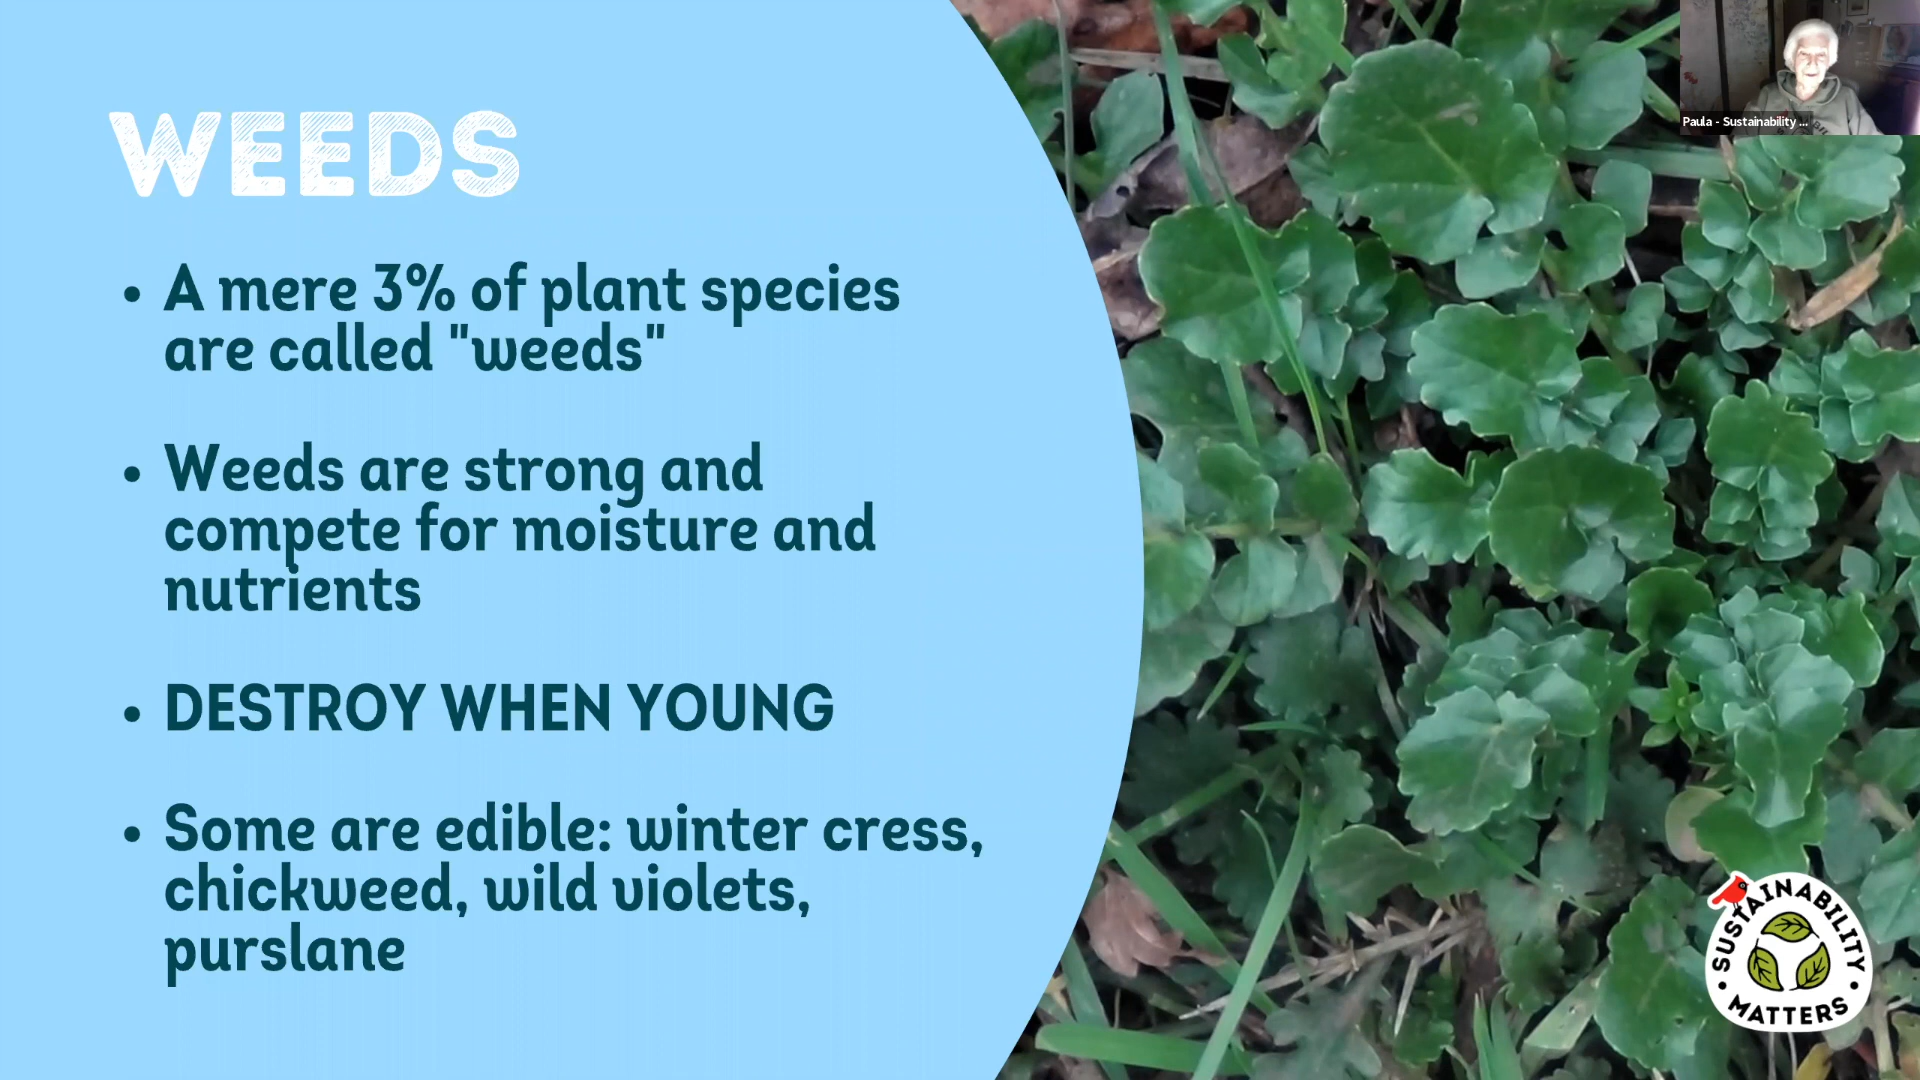 Paula - Sustainability ...
WEEDS
• A mere 3% of plant species
are called "weeds"
• Weeds are strong and
compete for moisture and
nutrients
• DESTROY WHEN YOUNG
• Some are edible: winter cress,
chickweed, wild violets,
purslane
SUSTAINABILITY
• MATTERS •